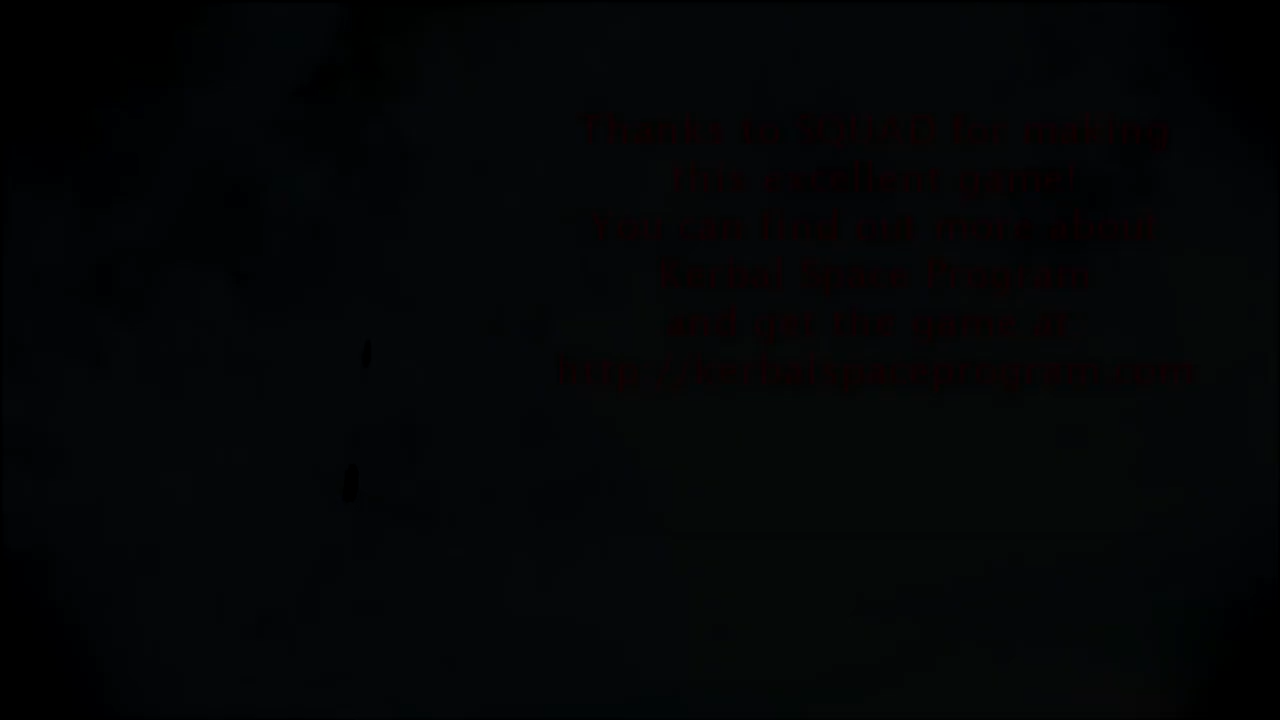 Thanks to SQUAD for making
this excellent game!
You can find out more about
Kerbal Space Program
and get the game at
http://kerbalspaceprogram.com